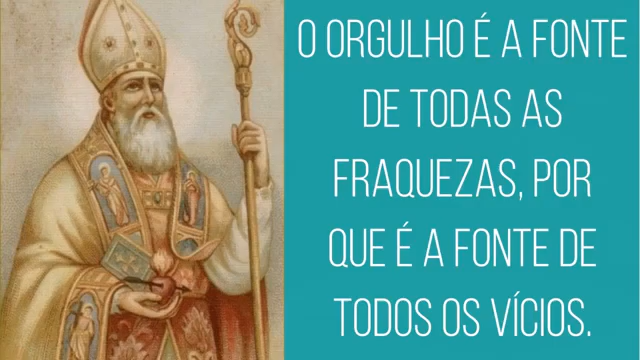 O ORGULHO É A FONTE
DE TODAS AS
FRAQUEZAS, POR
QUE É A FONTE DE
TODOS OS VÍCIOS.